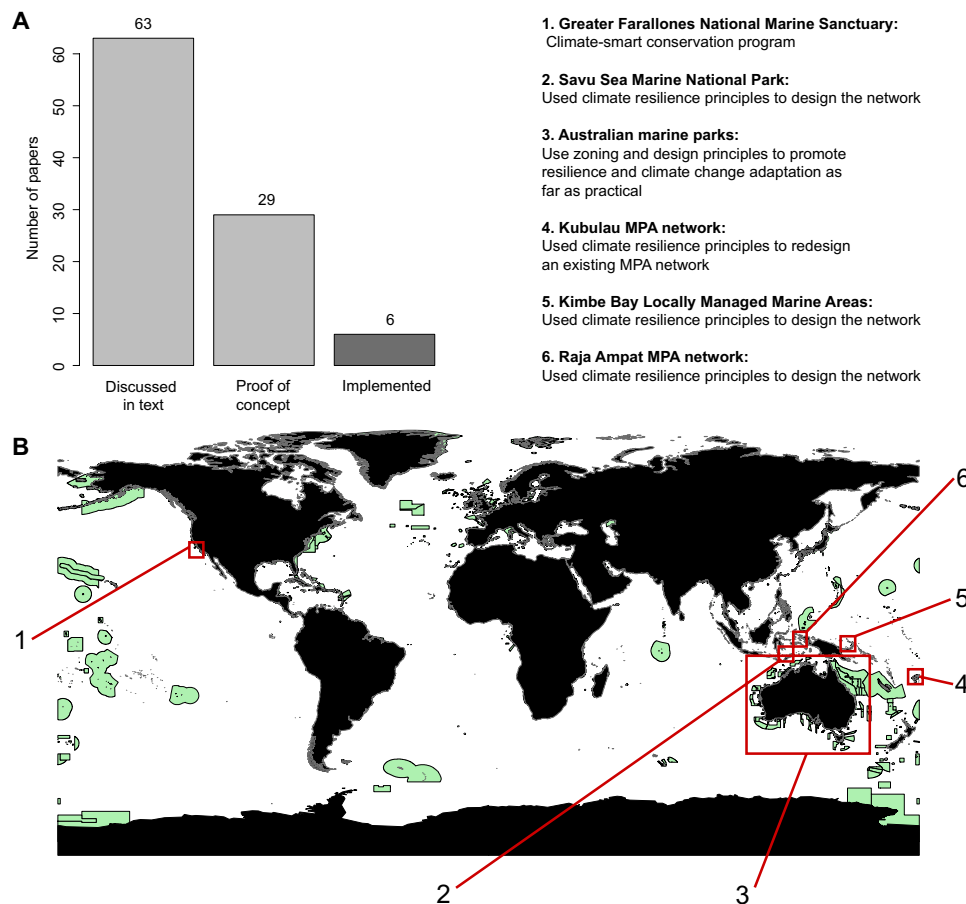 A
63
29
6
60
50
40
30
20
10
0
Number of papers
Discussed
in text
Proof of
concept
Implemented
1. Greater Farallones National Marine Sanctuary:
Climate-smart conservation program
2. Savu Sea Marine National Park:
Used climate resilience principles to design the network
3. Australian marine parks:
Use zoning and design principles to promote
resilience and climate change adaptation as
far as practical
4. Kubulau MPA network:
Used climate resilience principles to redesign
an existing MPA network
5. Kimbe Bay Locally Managed Marine Areas:
Used climate resilience principles to design the network
6. Raja Ampat MPA network:
Used climate resilience principles to design the network
B
6
5
1
4
2
3